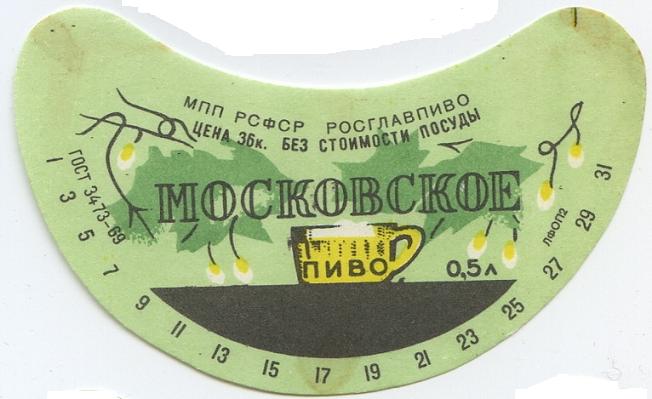 МПП РСФСР РОСГЛАВПИВО
ЦЕНА 36к. БЕЗ СТОИМОСТИ ПОСУДЫ
ГОСТ 3473-69
МОСКОВСКОЕ
ПИВО
0,5л
ЛФОП2
1 3 5 7 9 11 13 15 17 19 21 23 25 27 29 31